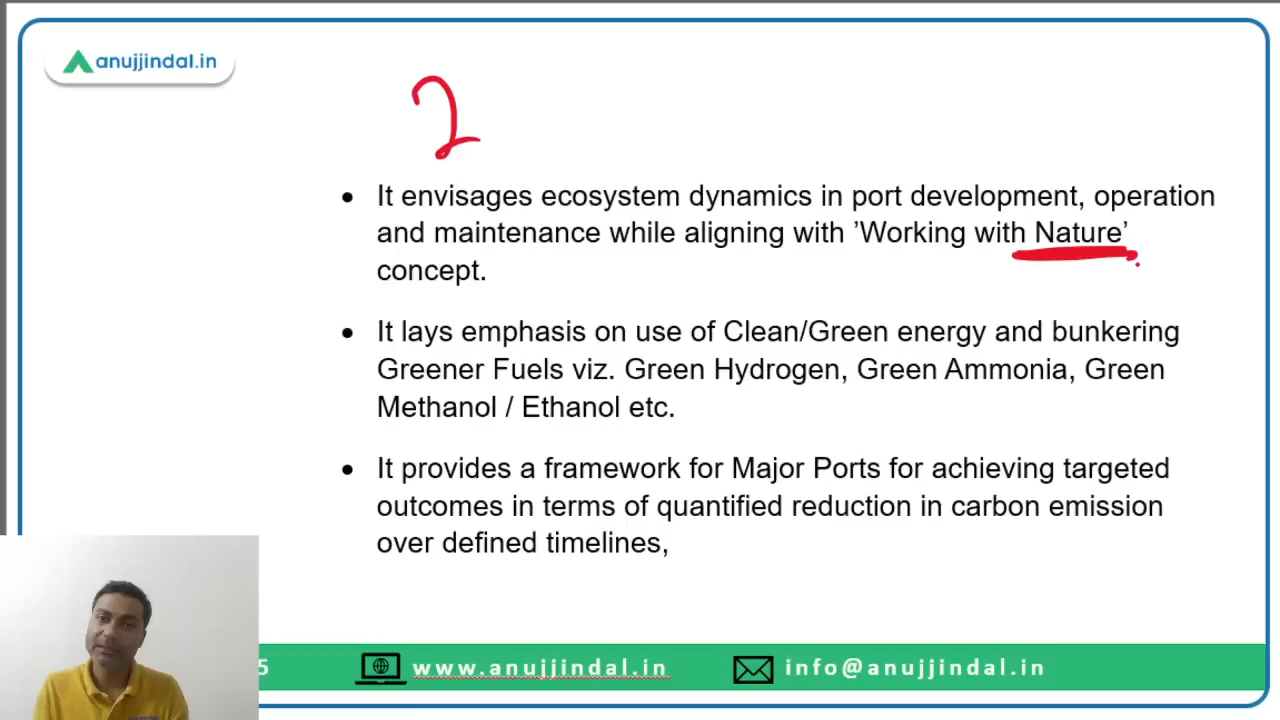 anujjindal.in
2
• It envisages ecosystem dynamics in port development, operation
and maintenance while aligning with ’Working with Nature’
concept.
• It lays emphasis on use of Clean/Green energy and bunkering
Greener Fuels viz. Green Hydrogen, Green Ammonia, Green
Methanol / Ethanol etc.
• It provides a framework for Major Ports for achieving targeted
outcomes in terms of quantified reduction in carbon emission
over defined timelines,
5 www.anujjindal.in info@anujjindal.in